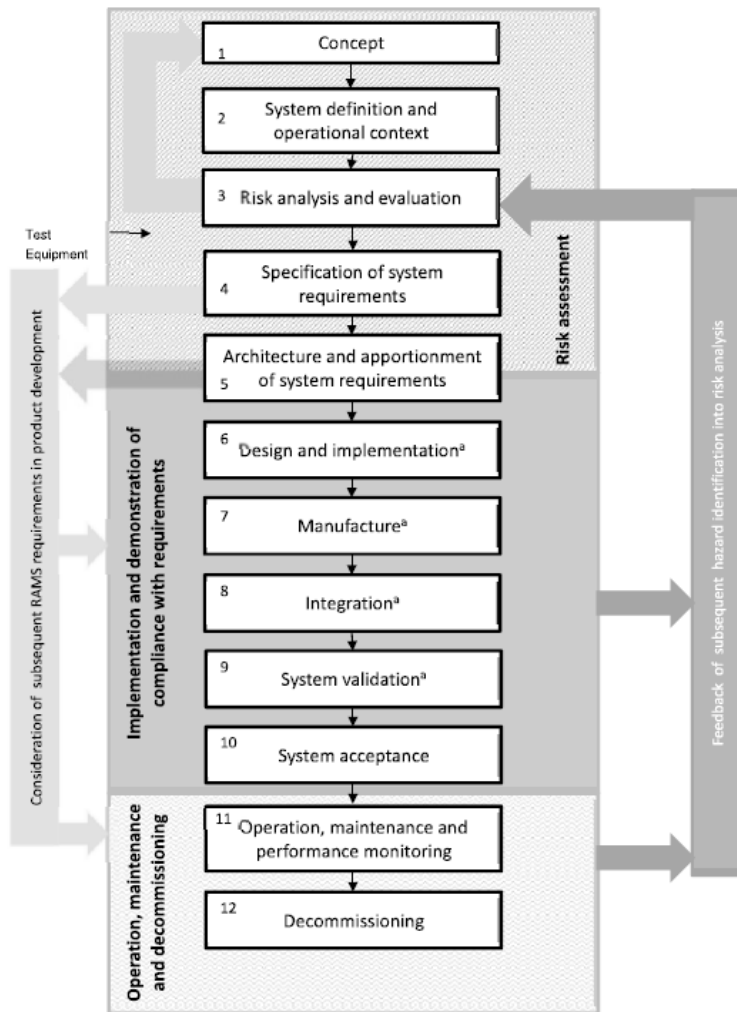 1
Concept
2
System definition and
operational context
3
Risk analysis and evaluation
Test
Equipment
4
Specification of system
requirements
Risk assessment
Architecture and apportionment
of system requirements
5
6
Design and implementationᵃ
7
Manufactureᵃ
8
Integrationᵃ
9
System validationᵃ
10
System acceptance
Implementation and demonstration of
compliance with requirements
Consideration of subsequent RAMS requirements in product development
Feedback of subsequent hazard identification into risk analysis
11
Operation, maintenance and
performance monitoring
12
Decommissioning
Operation, maintenance
and decommissioning